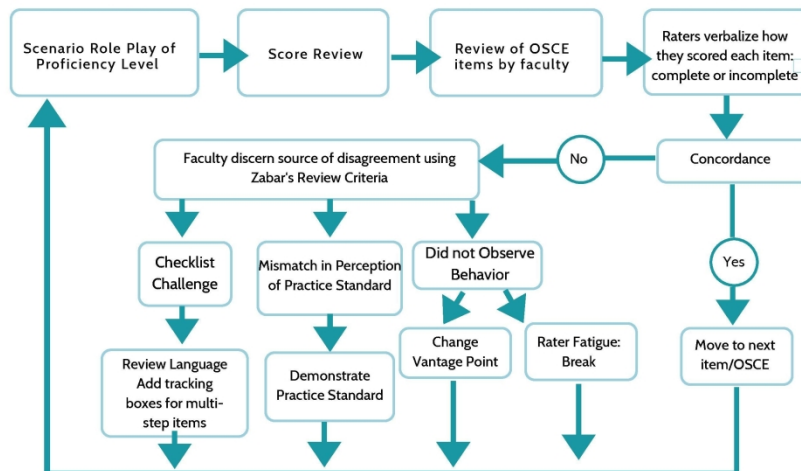 Scenario Role Play of
Proficiency Level
Score Review
Review of OSCE
items by faculty
Raters verbalize how
they scored each item:
complete or incomplete
Faculty discern source of disagreement using
Zabar's Review Criteria
No
Concordance
Checklist
Challenge
Mismatch in Perception
of Practice Standard
Did not Observe
Behavior
Yes
Review Language
Add tracking
boxes for multi-
step items
Demonstrate
Practice Standard
Change
Vantage Point
Rater Fatigue:
Break
Move to next
item/OSCE